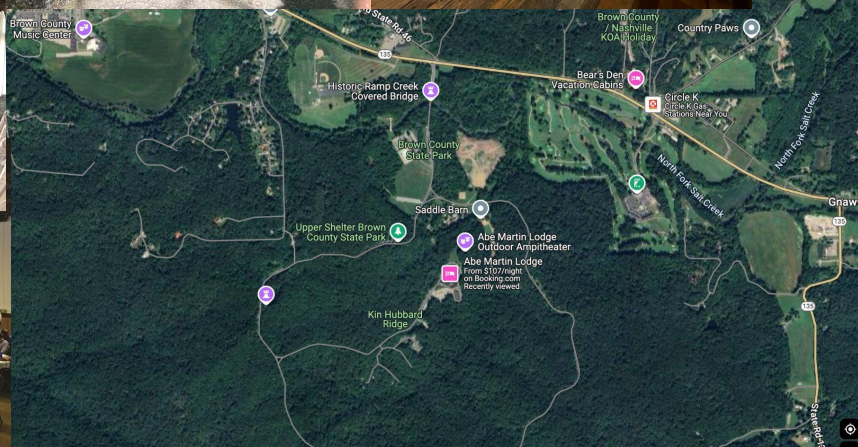 Brown County
Music Center
State Rd 46
135
Brown County
/ Nashville
KOA Holiday
Country Paws
Historic Ramp Creek
Covered Bridge
Bear's Den
Vacation Cabins
Circle K
Circle K Gas
Stations Near You
Brown County
State Park
North Fork Salt Creek
North Fork Salt Creek
Saddle Barn
Gnaw
135
Upper Shelter Brown
County State Park
Abe Martin Lodge
Outdoor Ampitheater
Abe Martin Lodge
From $107/night
on Booking.com
Recently viewed
135
Kin Hubbard
Ridge
State Rd